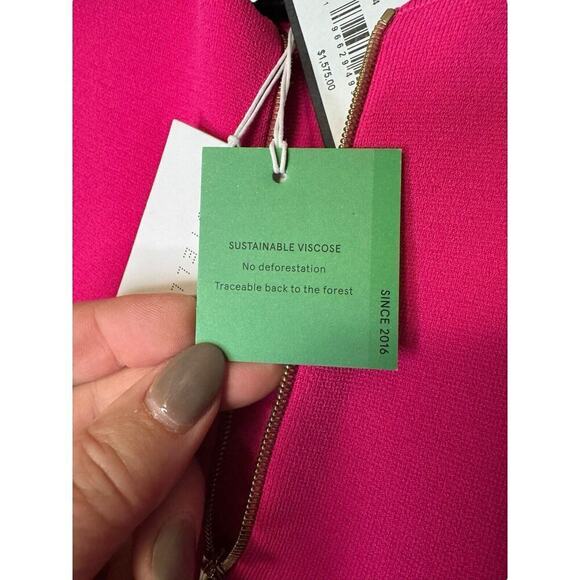 $1,575.00
SUSTAINABLE VISCOSE
No deforestation
Traceable back to the forest
SINCE 2016